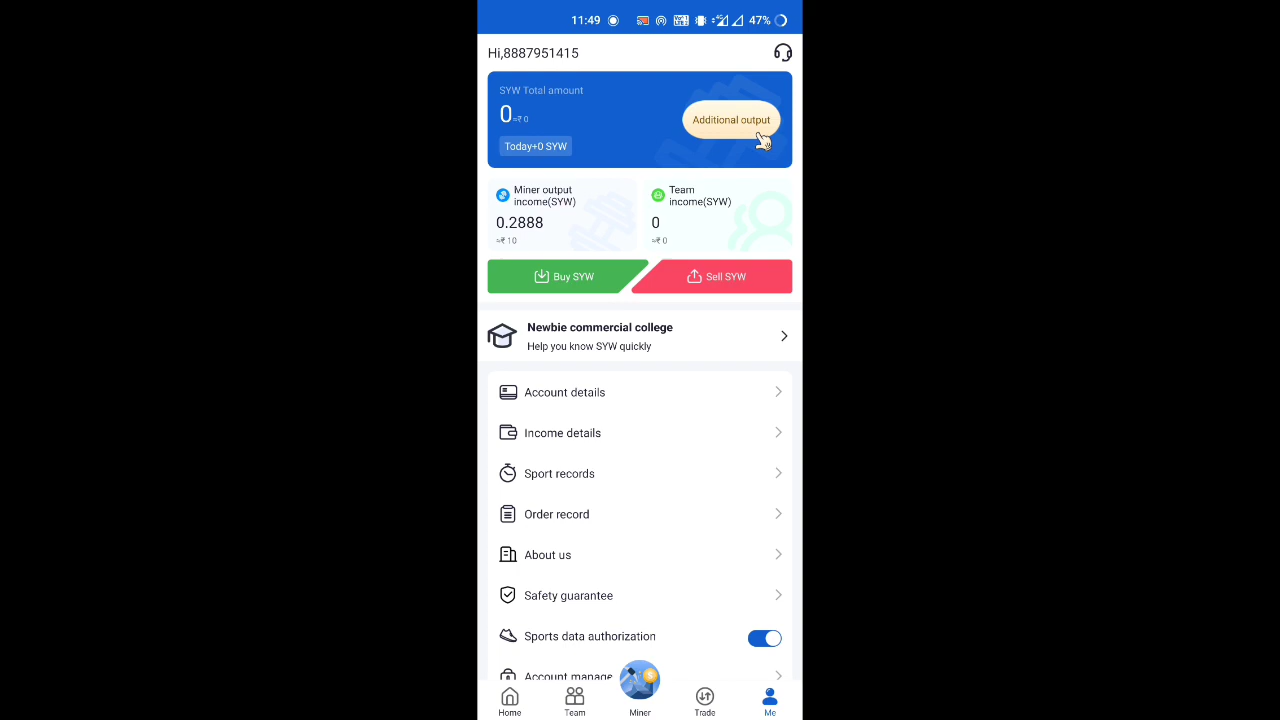 11:49 47%
Hi,8887951415
SYW Total amount
0≈₹ 0
Additional output
Today+0 SYW
Miner output
income(SYW)
0.2888
≈₹ 10
Team
income(SYW)
0
≈₹ 0
Buy SYW
Sell SYW
Newbie commercial college
Help you know SYW quickly
Account details
Income details
Sport records
Order record
About us
Safety guarantee
Sports data authorization
Account manage
Home
Team
Miner
Trade
Me